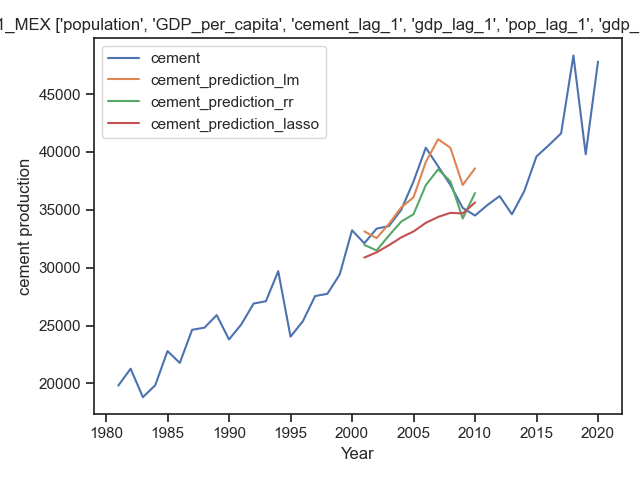 1_MEX ['population', 'GDP_per_capita', 'cement_lag_1', 'gdp_lag_1', 'pop_lag_1', 'gdp_
cement
cement_prediction_lm
cement_prediction_rr
cement_prediction_lasso
45000
40000
35000
30000
25000
20000
cement production
1980 1985 1990 1995 2000 2005 2010 2015 2020
Year